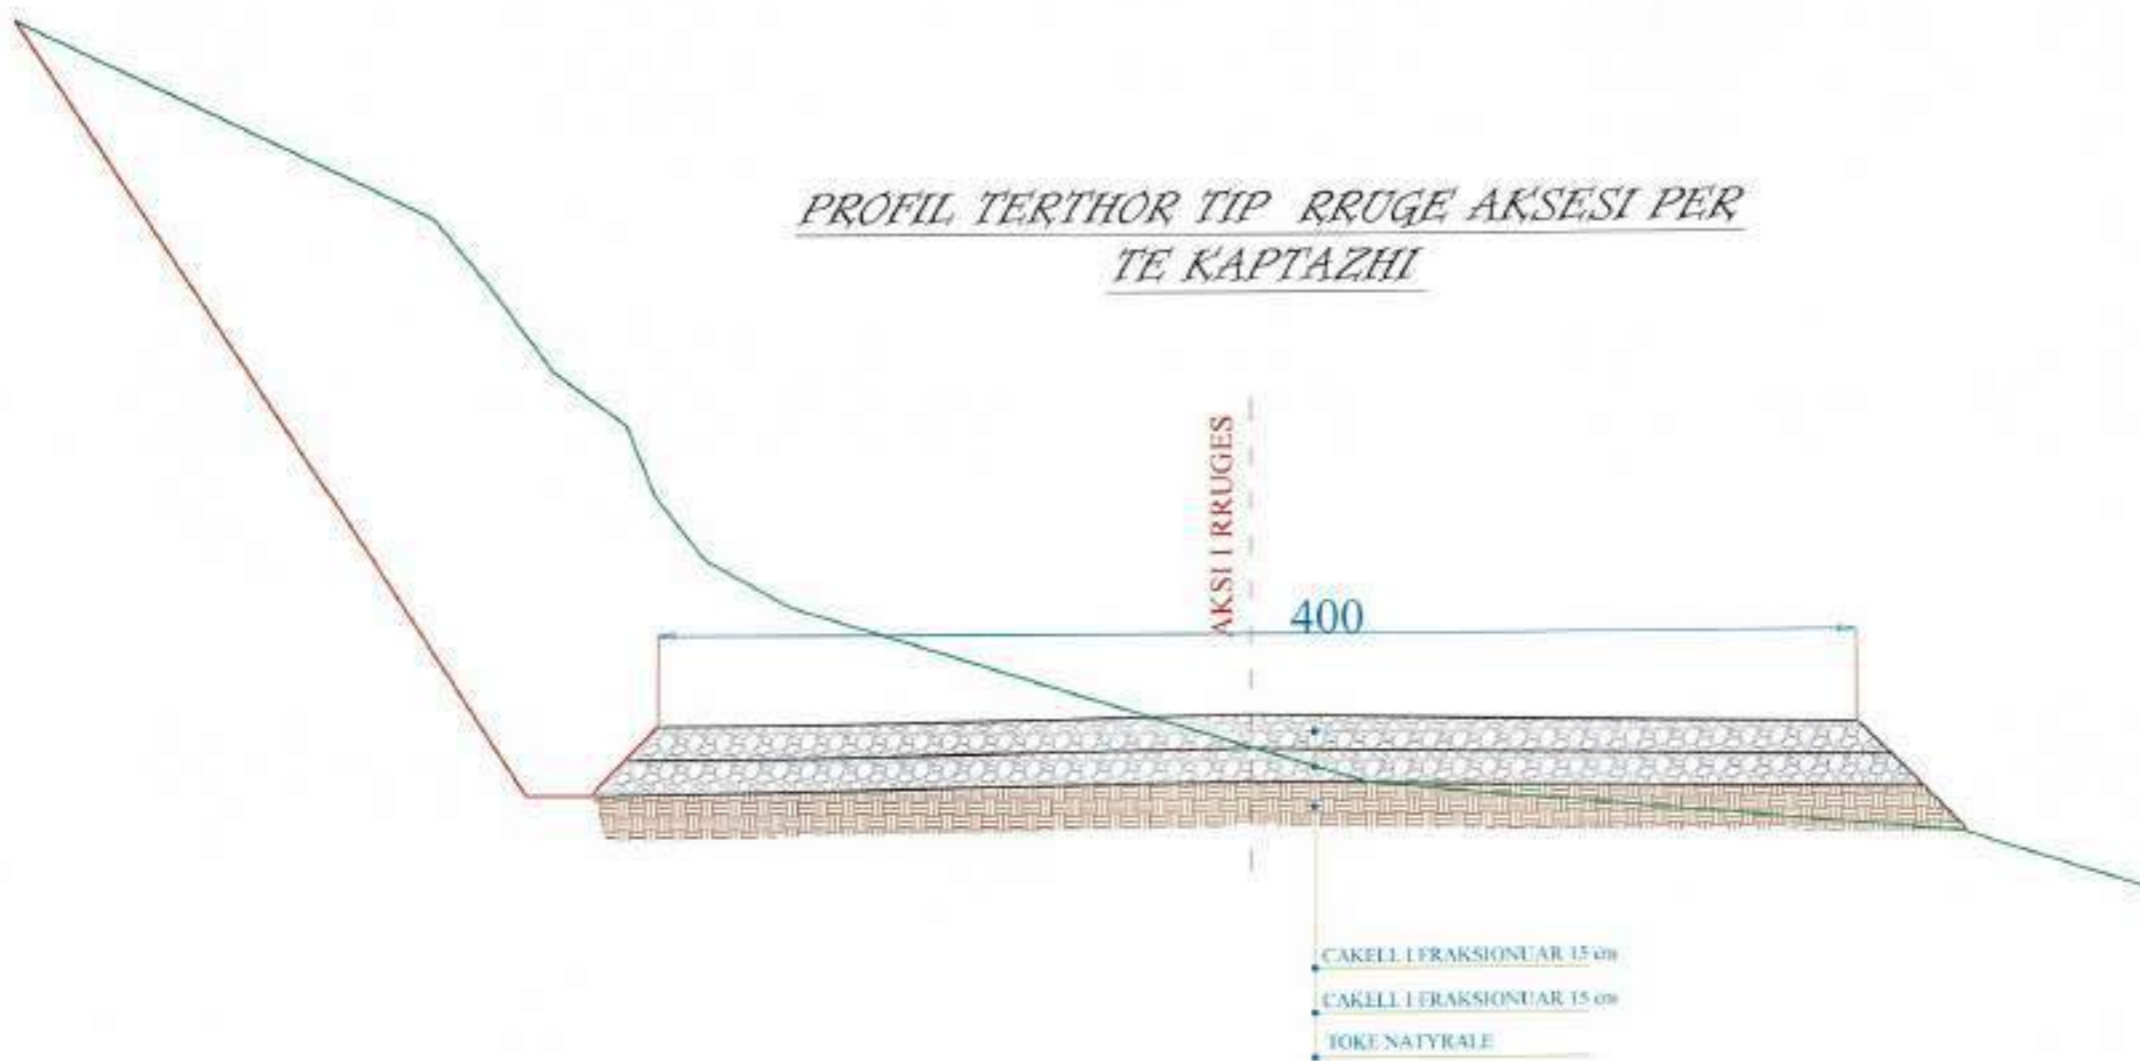 PROFIL TERTHOR TIP RRUGE AKSESI PER
TE KAPTAZHI
AKSI I RRUGES
400
CAKELL I FRAKSIONUAR 15 cm
CAKELL I FRAKSIONUAR 15 cm
TOKE NATYRALE